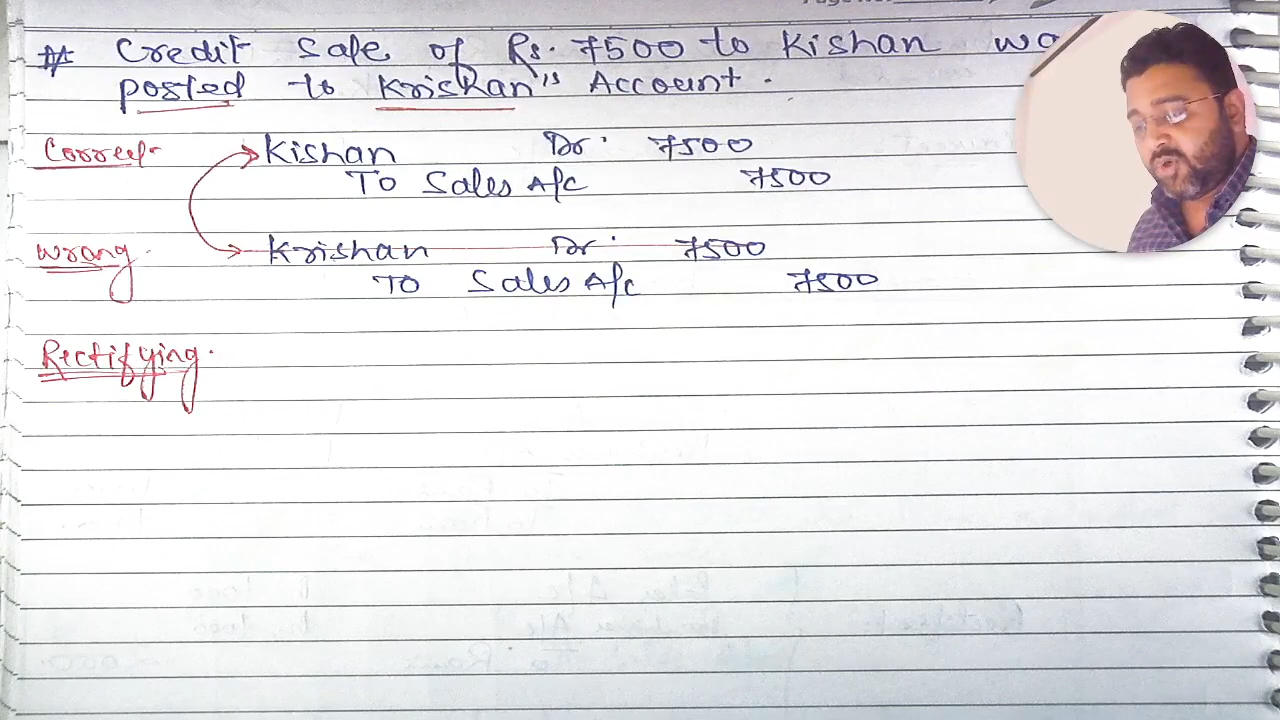 Credit Sale of Rs. 7500 to Kishan wa
posted to Krishan's Account.
Correct
Kishan Dr. 7500
To Sales A/c 7500
Wrong.
Krishan Dr. 7500
To Sales A/c 7500
Rectifying.